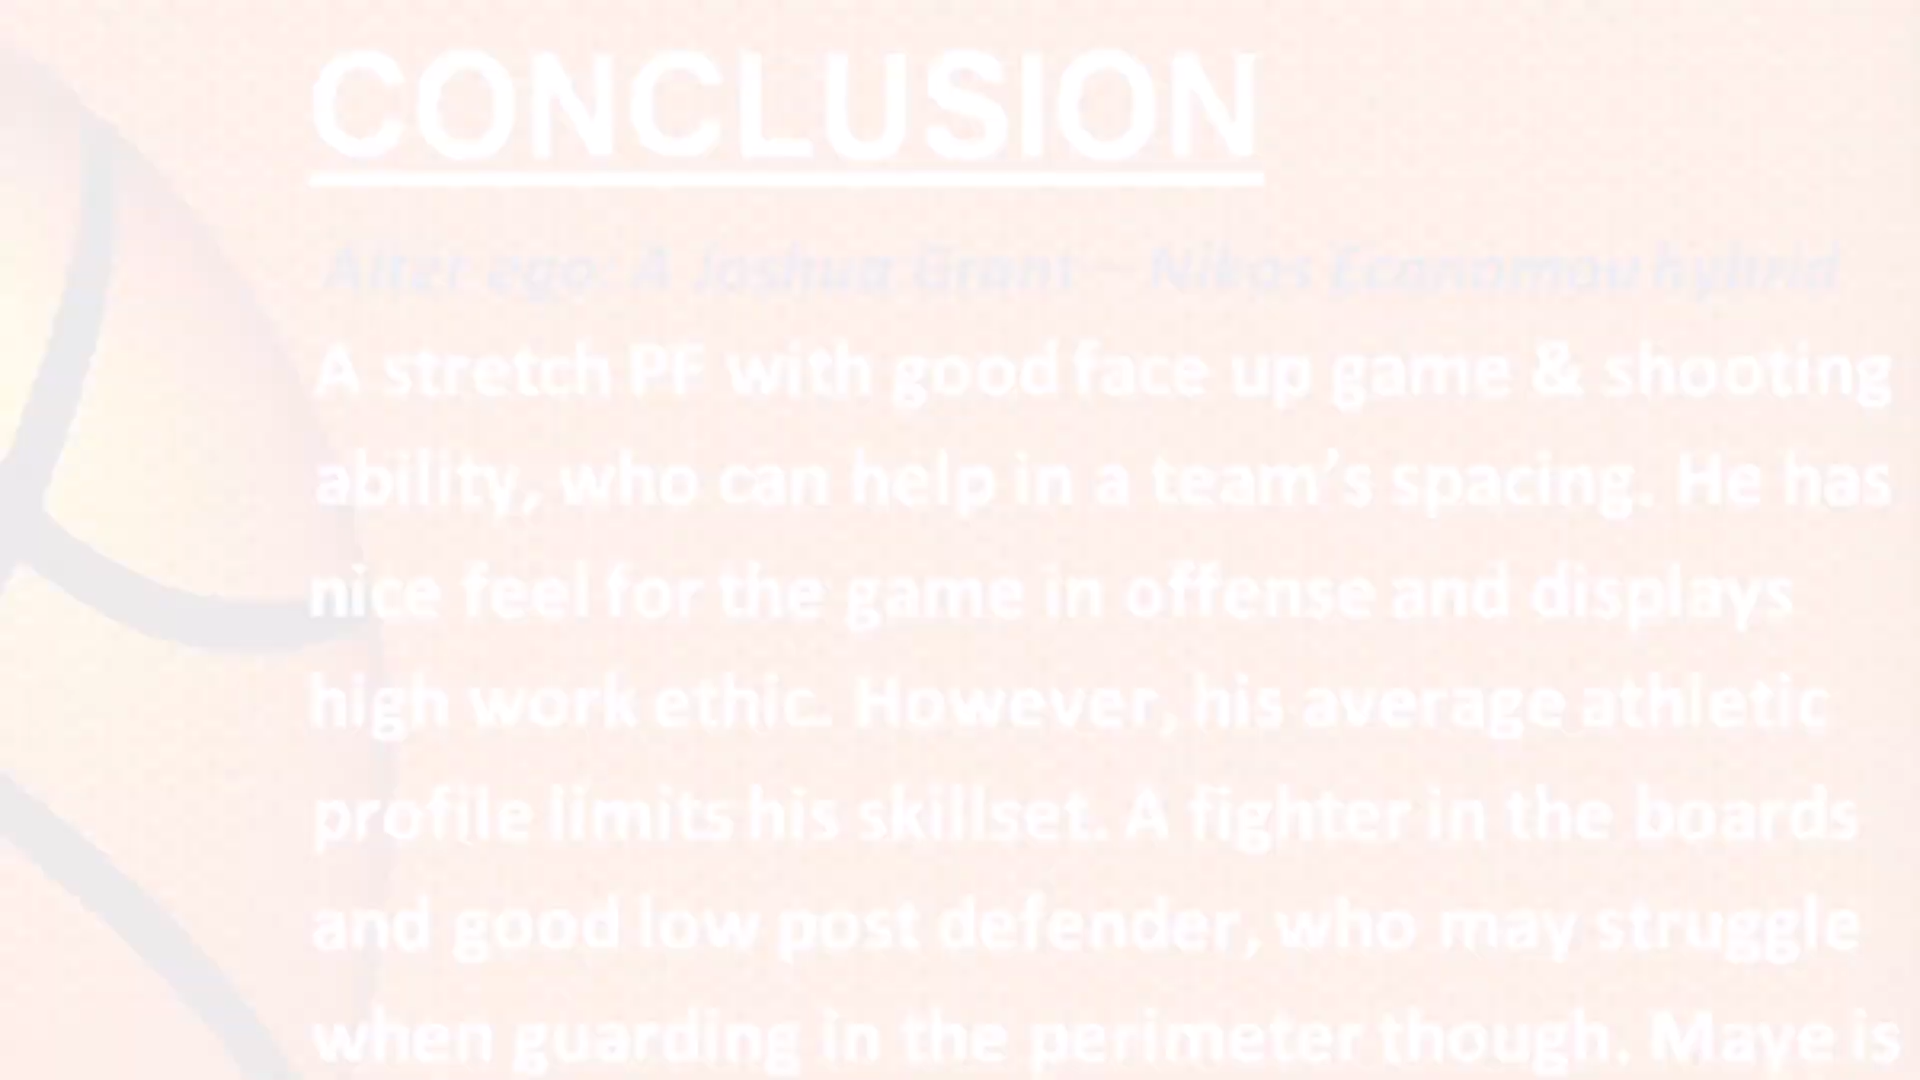 CONCLUSION
Alter ego: A Joshua Grant – Nikos Economou hybrid
A stretch PF with good face up game & shooting
ability, who can help in a team’s spacing. He has
nice feel for the game in offense and displays
high work ethic. However, his average athletic
profile limits his skillset. A fighter in the boards
and good low post defender, who may struggle
when guarding in the perimeter though. Maye is